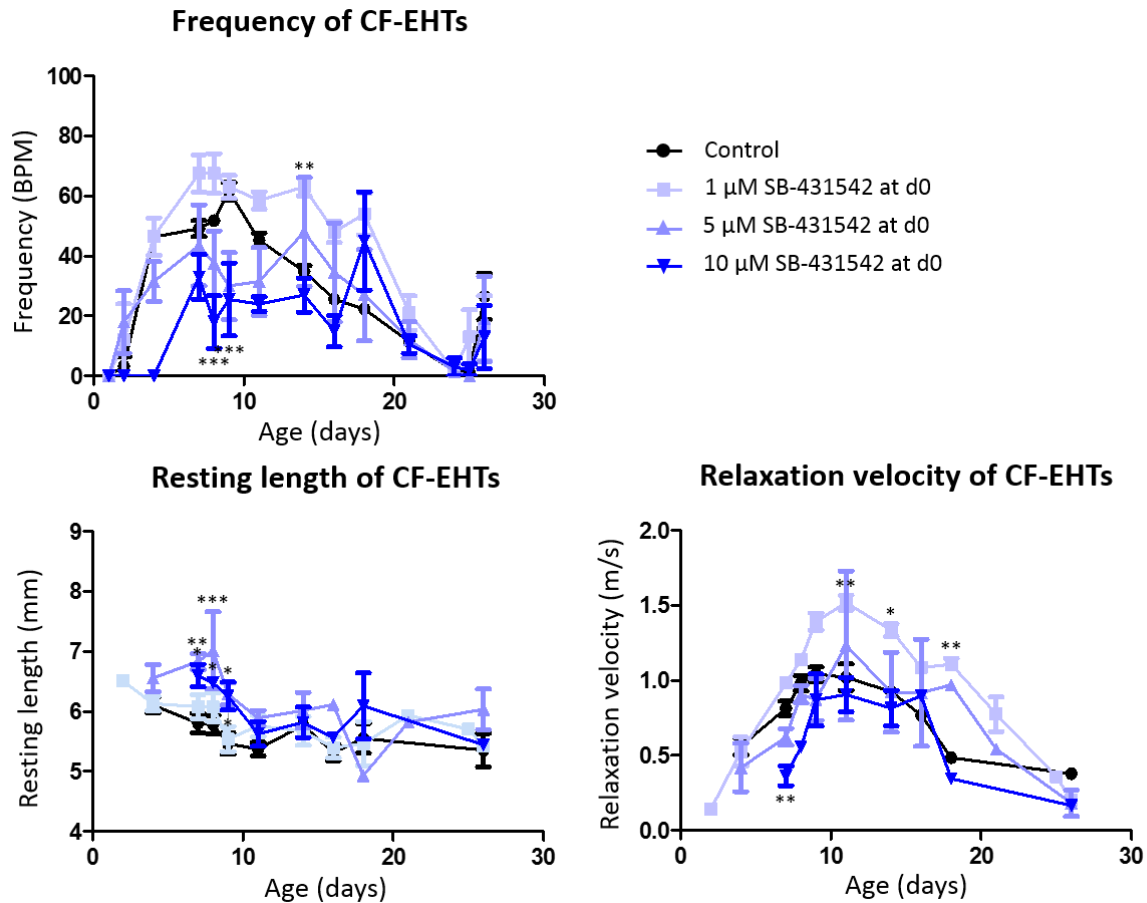 Frequency of CF-EHTs
100
80
60
40
20
0
Frequency (BPM)
**
***
***
0 10 20 30
Age (days)
Control
1 µM SB-431542 at d0
5 µM SB-431542 at d0
10 µM SB-431542 at d0
Resting length of CF-EHTs
9
8
7
6
5
4
Resting length (mm)
***
**
*
*
*
*
0 10 20 30
Age (days)
Relaxation velocity of CF-EHTs
2.0
1.5
1.0
0.5
0.0
Relaxation velocity (m/s)
**
*
**
**
0 10 20 30
Age (days)